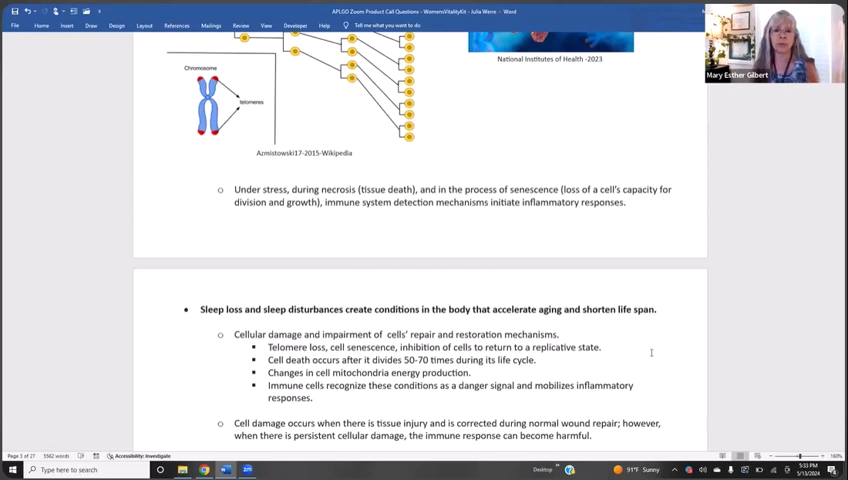 APLGO Zoom Product Call Questions - WomensVitalityKit - Julia Werre - Word
File Home Insert Draw Design Layout References Mailings Review View Developer Help Tell me what you want to do
Mary Esther Gilbert
Chromosome
telomeres
Azmistowski17-2015-Wikipedia
National Institutes of Health -2023
o Under stress, during necrosis (tissue death), and in the process of senescence (loss of a cell's capacity for
division and growth), immune system detection mechanisms initiate inflammatory responses.
• Sleep loss and sleep disturbances create conditions in the body that accelerate aging and shorten life span.
o Cellular damage and impairment of cells' repair and restoration mechanisms.
▪ Telomere loss, cell senescence, inhibition of cells to return to a replicative state.
▪ Cell death occurs after it divides 50-70 times during its life cycle.
▪ Changes in cell mitochondria energy production.
▪ Immune cells recognize these conditions as a danger signal and mobilizes inflammatory
responses.
o Cell damage occurs when there is tissue injury and is corrected during normal wound repair; however,
when there is persistent cellular damage, the immune response can become harmful.
Page 3 of 27 5562 words Accessibility: Investigate 160%
Type here to search Desktop 91°F Sunny 5:33 PM
5/13/2024